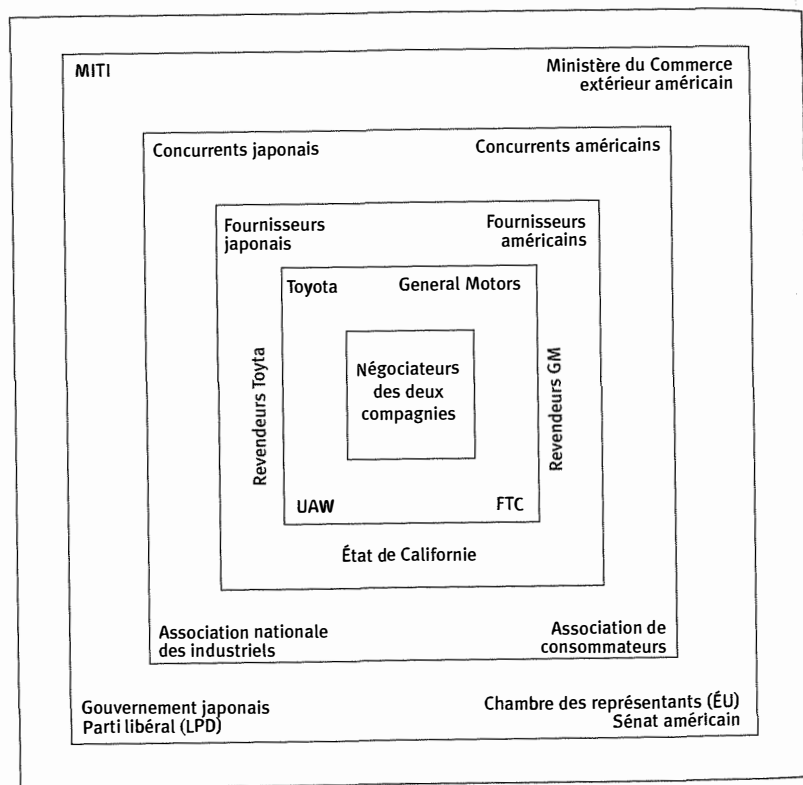 MITI
Ministère du Commerce
extérieur américain
Concurrents japonais
Concurrents américains
Fournisseurs
japonais
Fournisseurs
américains
Toyota
General Motors
Revendeurs Toyta
Négociateurs
des deux
compagnies
Revendeurs GM
UAW
FTC
État de Californie
Association nationale
des industriels
Association de
consommateurs
Gouvernement japonais
Parti libéral (LPD)
Chambre des représentants (ÉU)
Sénat américain